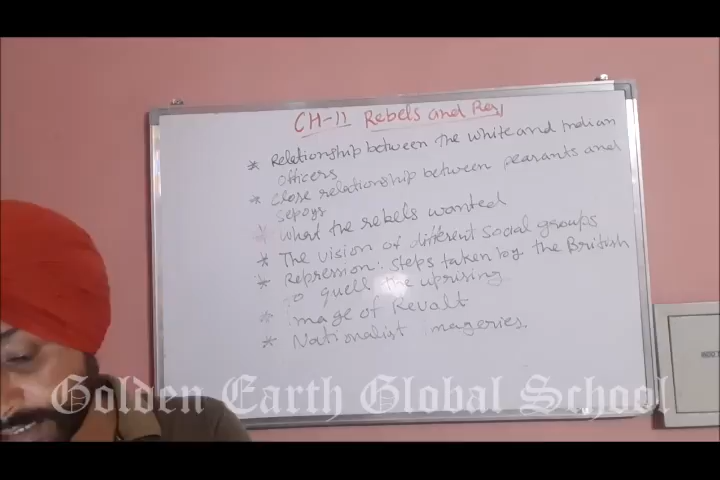 CH-11 Rebels and
* Relationship between the white and Indian
officers
* close relationship between pearants and
sepoys
* what the rebels wanted
* The vision of different social groups
* Repression: steps taken by the British
to quell the uprising
* image of Revolt
* Nationalist imageries.
Golden Earth Global School